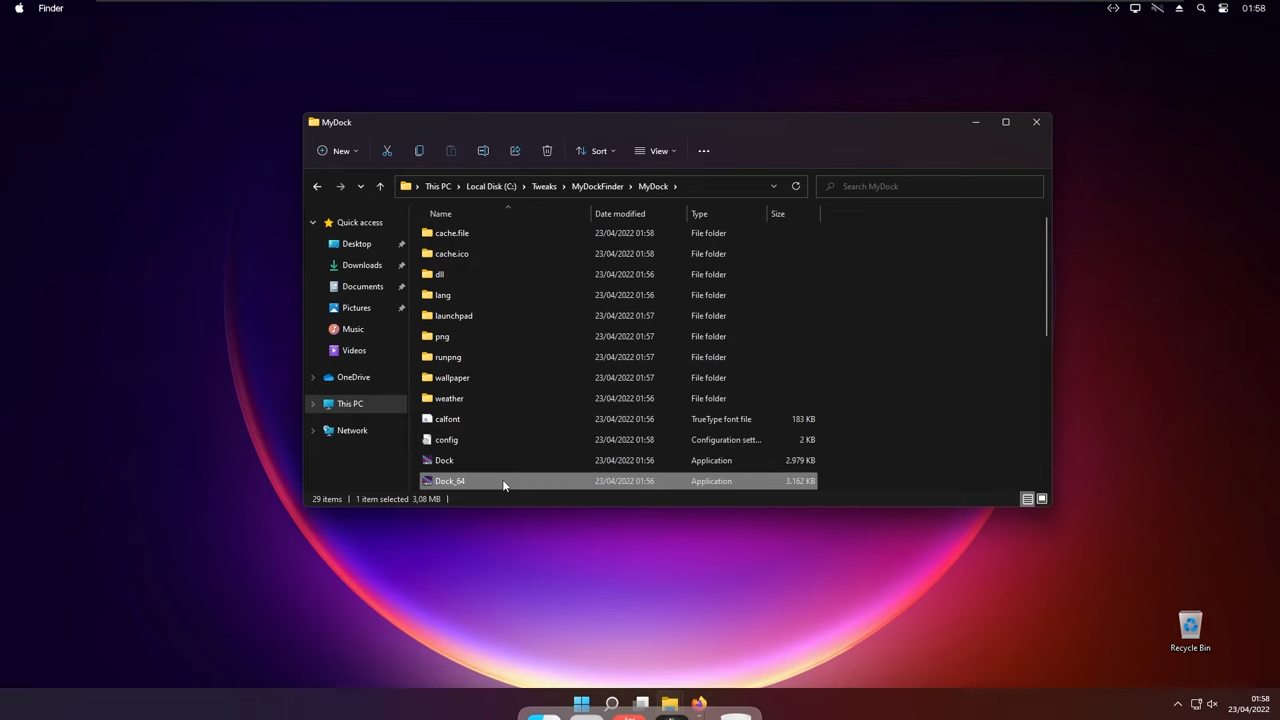 Finder 01:58
MyDock
New Sort View
This PC Local Disk (C:) Tweaks MyDockFinder MyDock Search MyDock
Name Date modified Type Size
Quick access
Desktop
Downloads
Documents
Pictures
Music
Videos
OneDrive
This PC
Network
cache.file 23/04/2022 01:58 File folder
cache.ico 23/04/2022 01:58 File folder
dll 23/04/2022 01:56 File folder
lang 23/04/2022 01:56 File folder
launchpad 23/04/2022 01:57 File folder
png 23/04/2022 01:57 File folder
runpng 23/04/2022 01:57 File folder
wallpaper 23/04/2022 01:57 File folder
weather 23/04/2022 01:56 File folder
calfont 23/04/2022 01:56 TrueType font file 183 KB
config 23/04/2022 01:58 Configuration sett... 2 KB
Dock 23/04/2022 01:56 Application 2.979 KB
Dock_64 23/04/2022 01:56 Application 3.162 KB
29 items 1 item selected 3,08 MB
Recycle Bin
01:58
23/04/2022